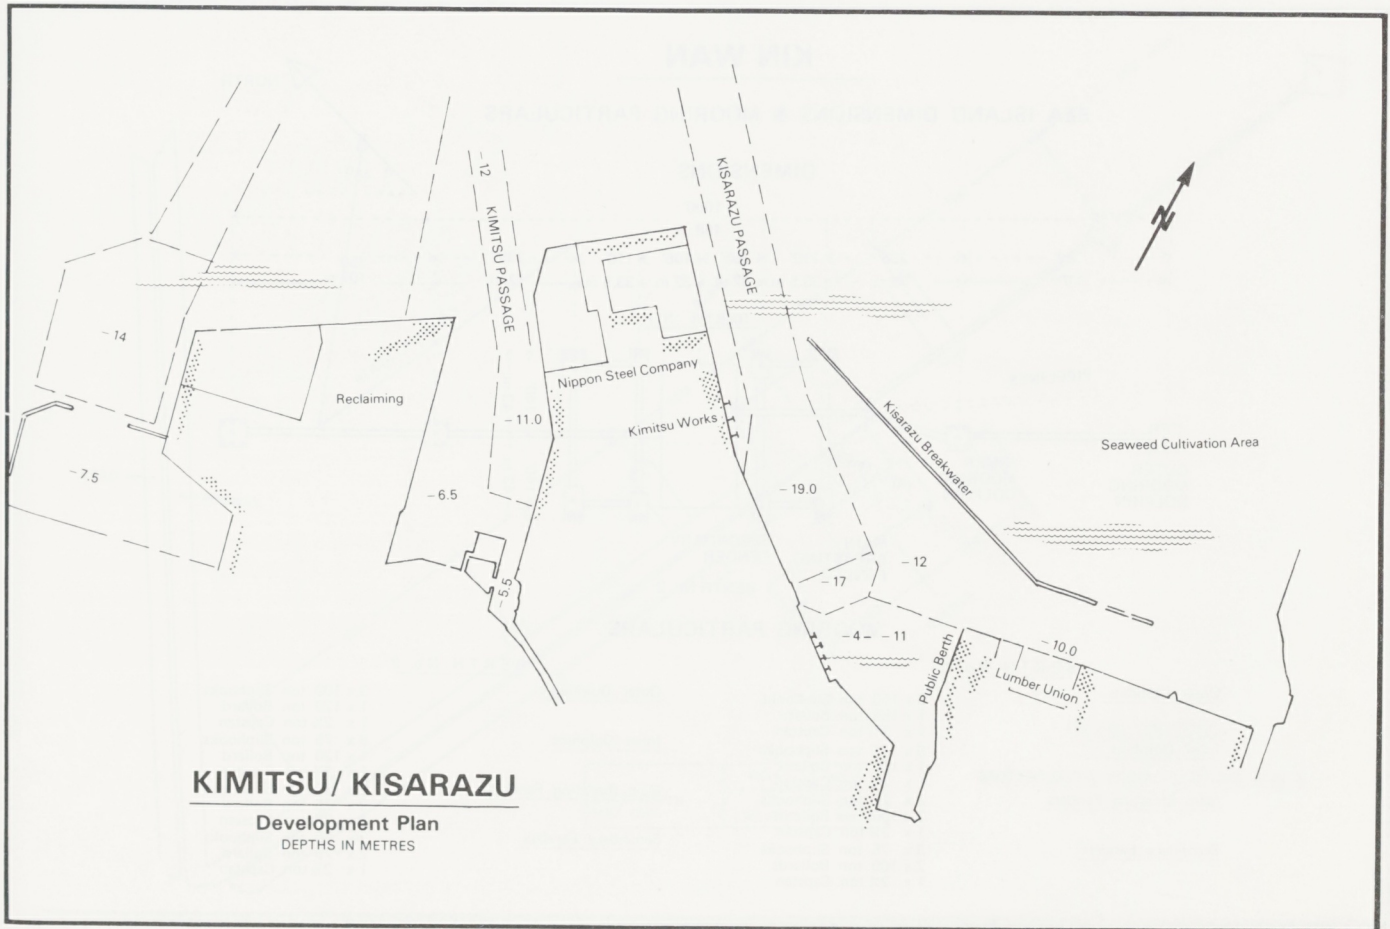 -12
KIMITSU PASSAGE
KISARAZU PASSAGE
N
-14
Nippon Steel Company
Reclaiming
-11.0
Kimitsu Works
Kisarazu Breakwater
Seaweed Cultivation Area
-7.5
-6.5
-19.0
-12
-17
-5.5
-4 - -11
Public Berth
-10.0
Lumber Union
KIMITSU/ KISARAZU
Development Plan
DEPTHS IN METRES